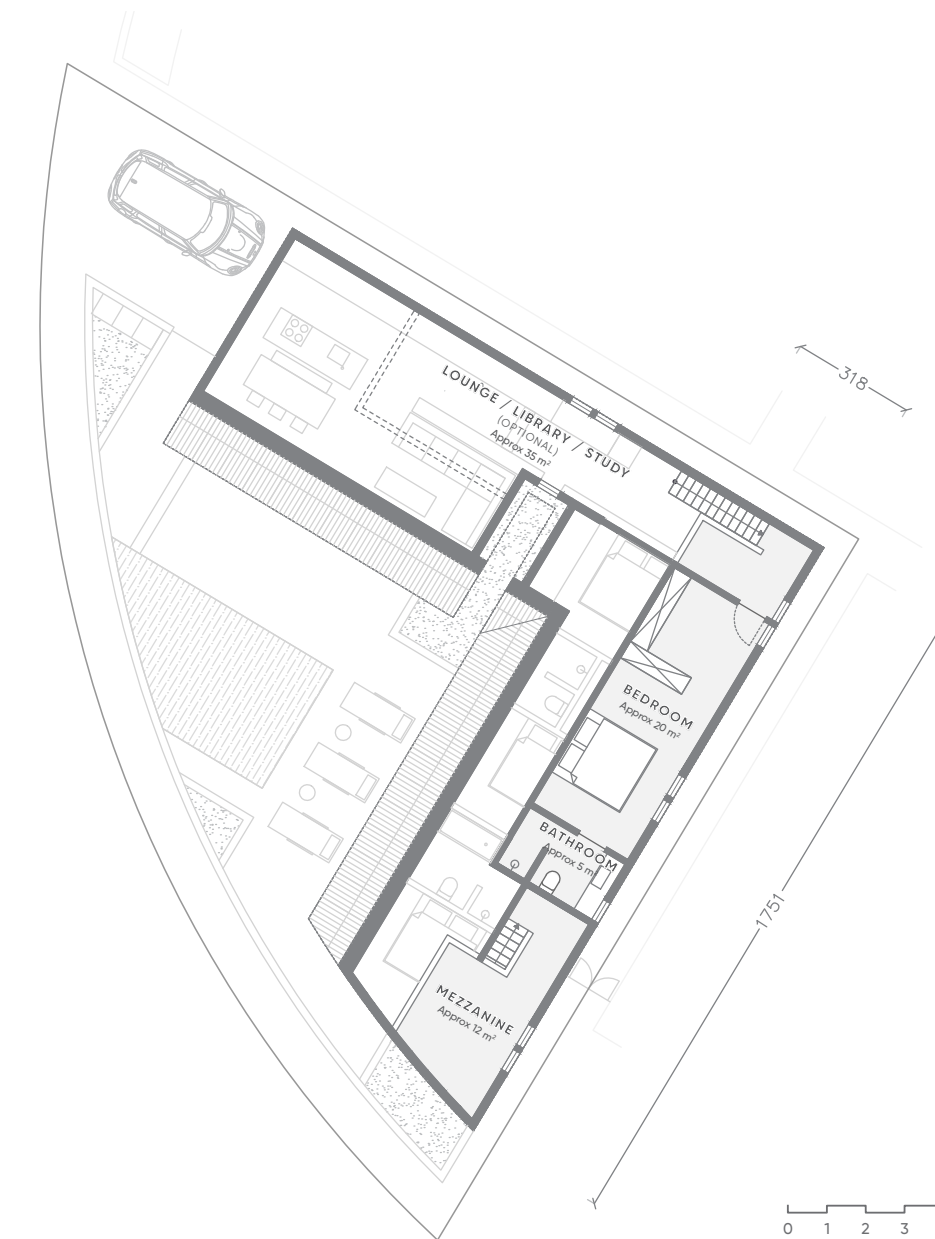 318
LOUNGE / LIBRARY / STUDY
(OPTIONAL)
Approx 35 m²
BEDROOM
Approx 20 m²
BATHROOM
Approx 5 m²
1751
MEZZANINE
Approx 12 m²
0 1 2 3